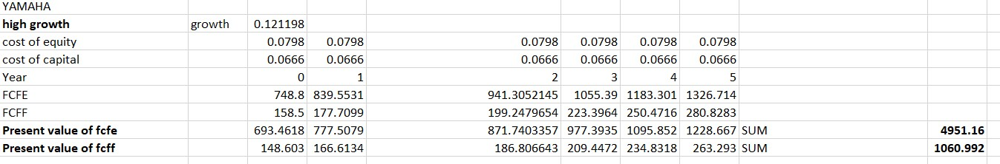 YAMAHA
high growth growth 0.121198
cost of equity 0.0798 0.0798 0.0798 0.0798 0.0798 0.0798
cost of capital 0.0666 0.0666 0.0666 0.0666 0.0666 0.0666
Year 0 1 2 3 4 5
FCFE 748.8 839.5531 941.3052145 1055.39 1183.301 1326.714
FCFF 158.5 177.7099 199.2479654 223.3964 250.4716 280.8283
Present value of fcfe 693.4618 777.5079 871.7403357 977.3935 1095.852 1228.667 SUM 4951.16
Present value of fcff 148.603 166.6134 186.806643 209.4472 234.8318 263.293 SUM 1060.992